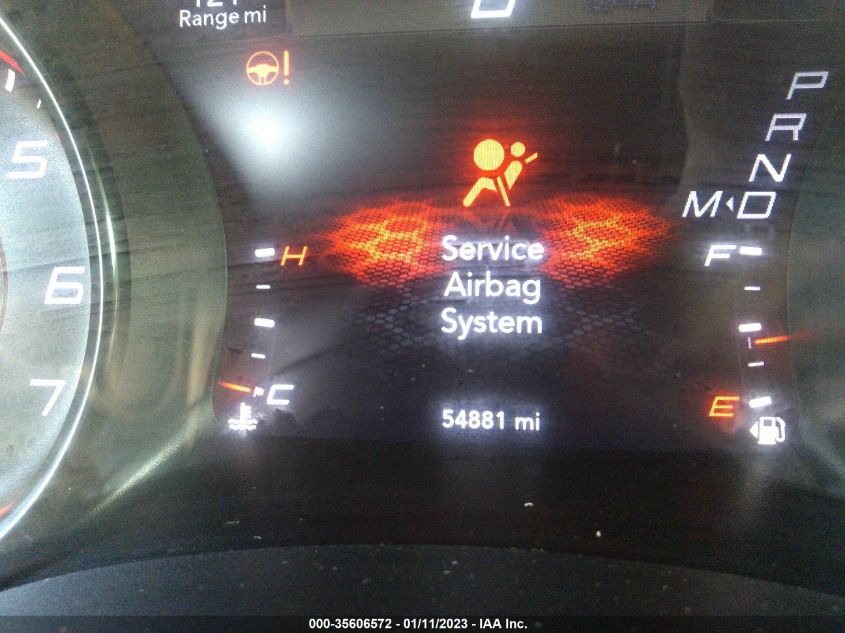 Range mi
P
R
N
M D
5
6
7
H
C
Service
Airbag
System
F
E
54881 mi
000-35606572 - 01/11/2023 - IAA Inc.